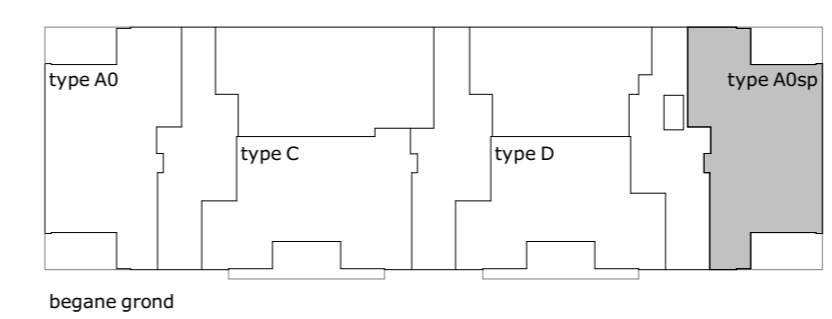 type A0
type A0sp
type C
type D
begane grond